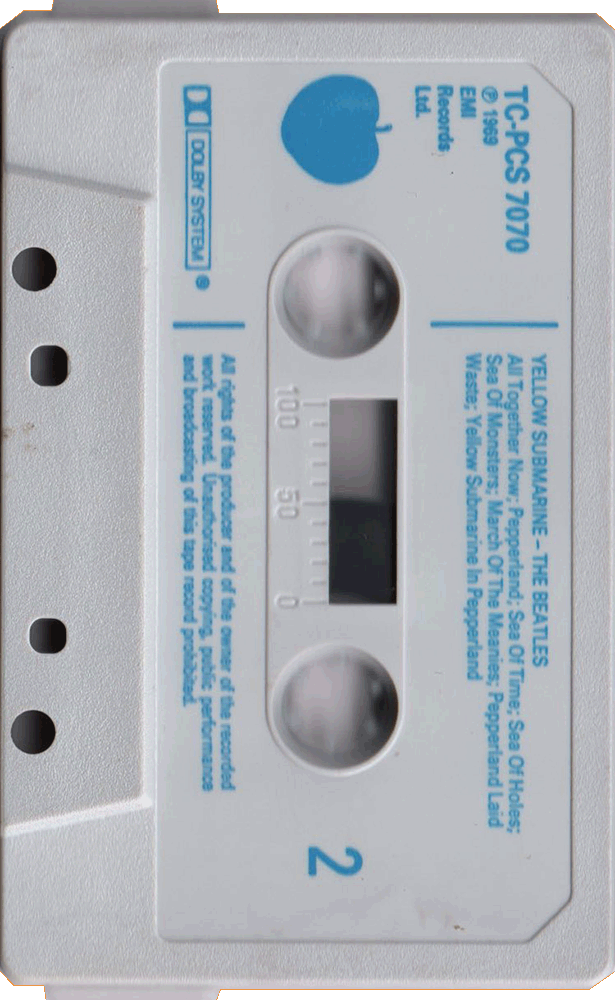 TC-PCS 7070
℗ 1969
EMI
Records
Ltd.
YELLOW SUBMARINE – THE BEATLES
All Together Now; Pepperland; Sea Of Time; Sea Of Holes;
Sea Of Monsters; March Of The Meanies; Pepperland Laid
Waste; Yellow Submarine In Pepperland
100 50 0
2
DOLBY SYSTEM ®
All rights of the producer and of the owner of the recorded
work reserved. Unauthorised copying, public performance
and broadcasting of this tape record prohibited.